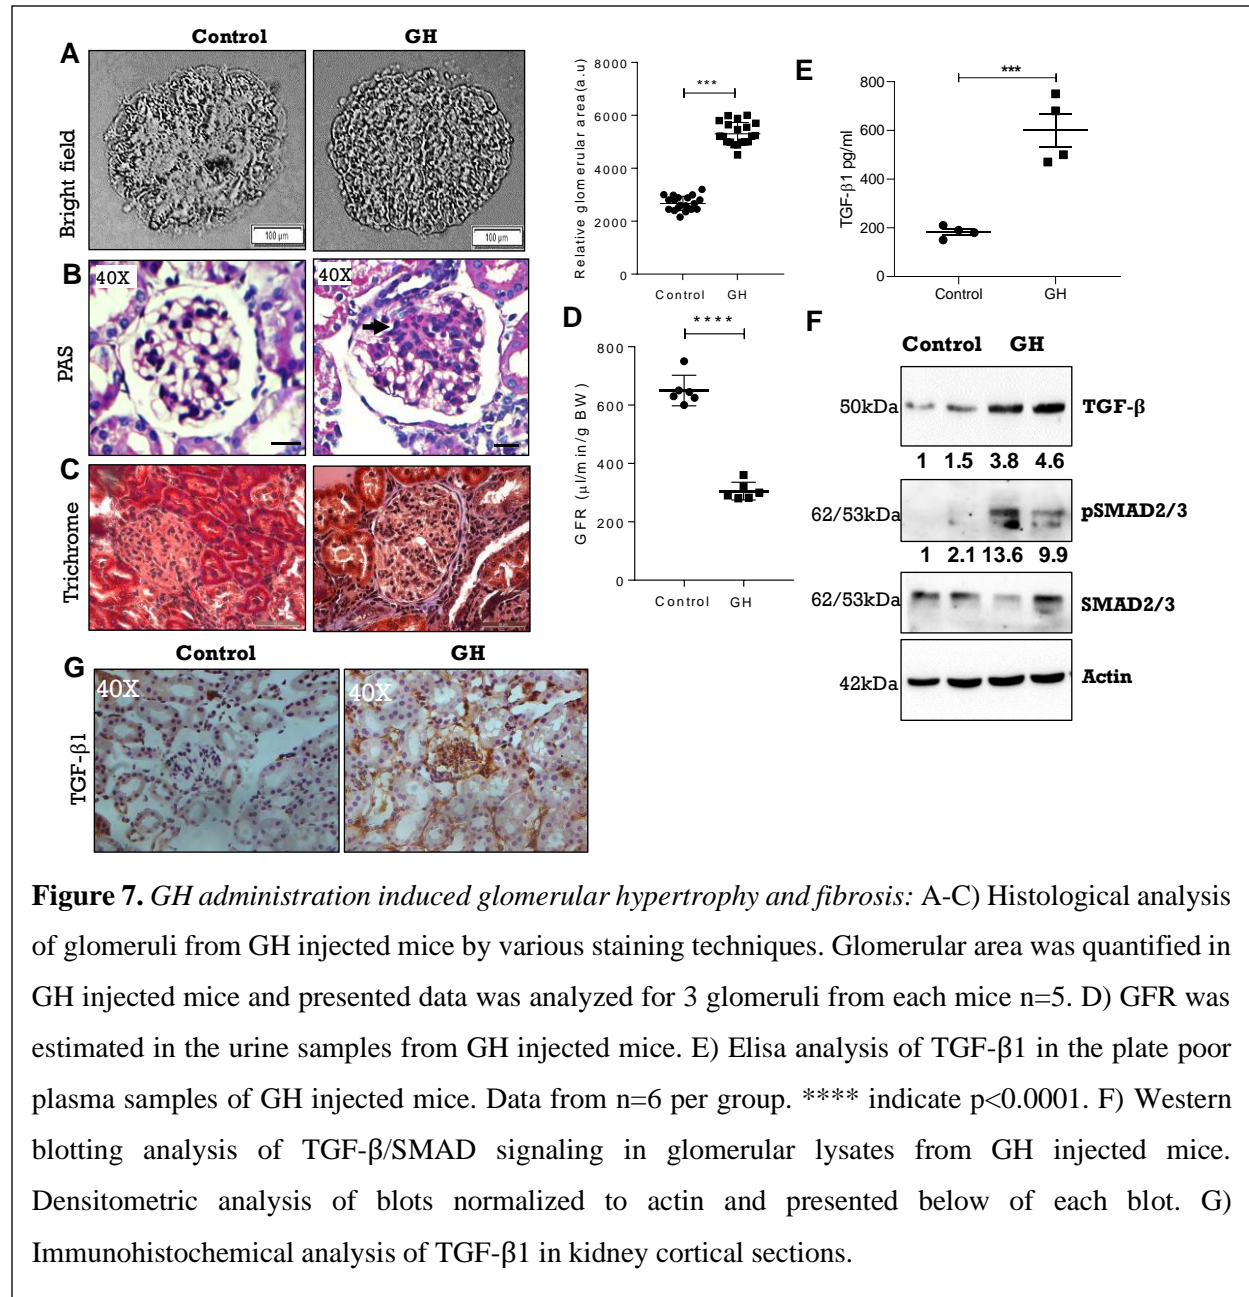 Control GH
A
Bright field
100 µm
100 µm
B
40X
40X
PAS
C
Trichrome
Relative glomerular area(a.u)
8000
6000
4000
2000
0
***
Control GH
D
GFR (µl/min/g BW)
800
600
400
200
0
****
Control GH
E
TGF-β1 pg/ml
800
600
400
200
0
***
Control GH
F
Control GH
50kDa TGF-β
1 1.5 3.8 4.6
62/53kDa pSMAD2/3
1 2.1 13.6 9.9
62/53kDa SMAD2/3
42kDa Actin
Control GH
G
40X
40X
TGF-β1
Figure 7. GH administration induced glomerular hypertrophy and fibrosis: A-C) Histological analysis
of glomeruli from GH injected mice by various staining techniques. Glomerular area was quantified in
GH injected mice and presented data was analyzed for 3 glomeruli from each mice n=5. D) GFR was
estimated in the urine samples from GH injected mice. E) Elisa analysis of TGF-β1 in the plate poor
plasma samples of GH injected mice. Data from n=6 per group. **** indicate p<0.0001. F) Western
blotting analysis of TGF-β/SMAD signaling in glomerular lysates from GH injected mice.
Densitometric analysis of blots normalized to actin and presented below of each blot. G)
Immunohistochemical analysis of TGF-β1 in kidney cortical sections.